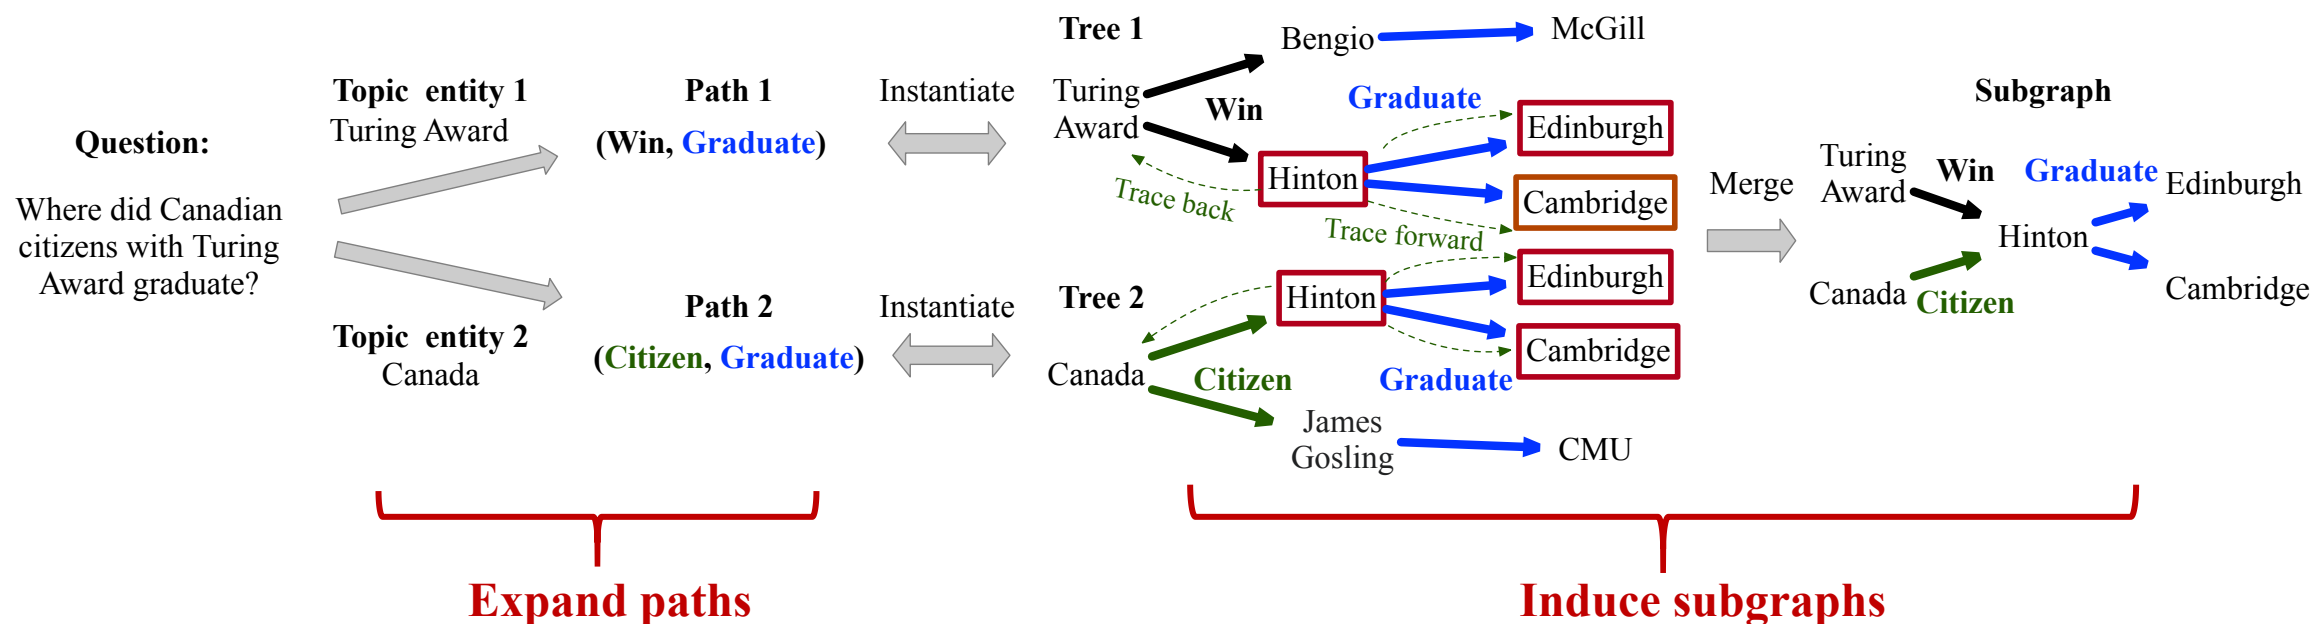 Question:
Where did Canadian
citizens with Turing
Award graduate?
Topic entity 1
Turing Award
Topic entity 2
Canada
Path 1
(Win, Graduate)
Path 2
(Citizen, Graduate)
Instantiate
Instantiate
Tree 1
Turing
Award
Win
Bengio
McGill
Graduate
Hinton
Edinburgh
Cambridge
Trace back
Trace forward
Tree 2
Canada
Citizen
Hinton
Edinburgh
Cambridge
Graduate
James
Gosling
CMU
Merge
Subgraph
Turing
Award
Win
Graduate
Edinburgh
Hinton
Canada
Citizen
Cambridge
Expand paths
Induce subgraphs